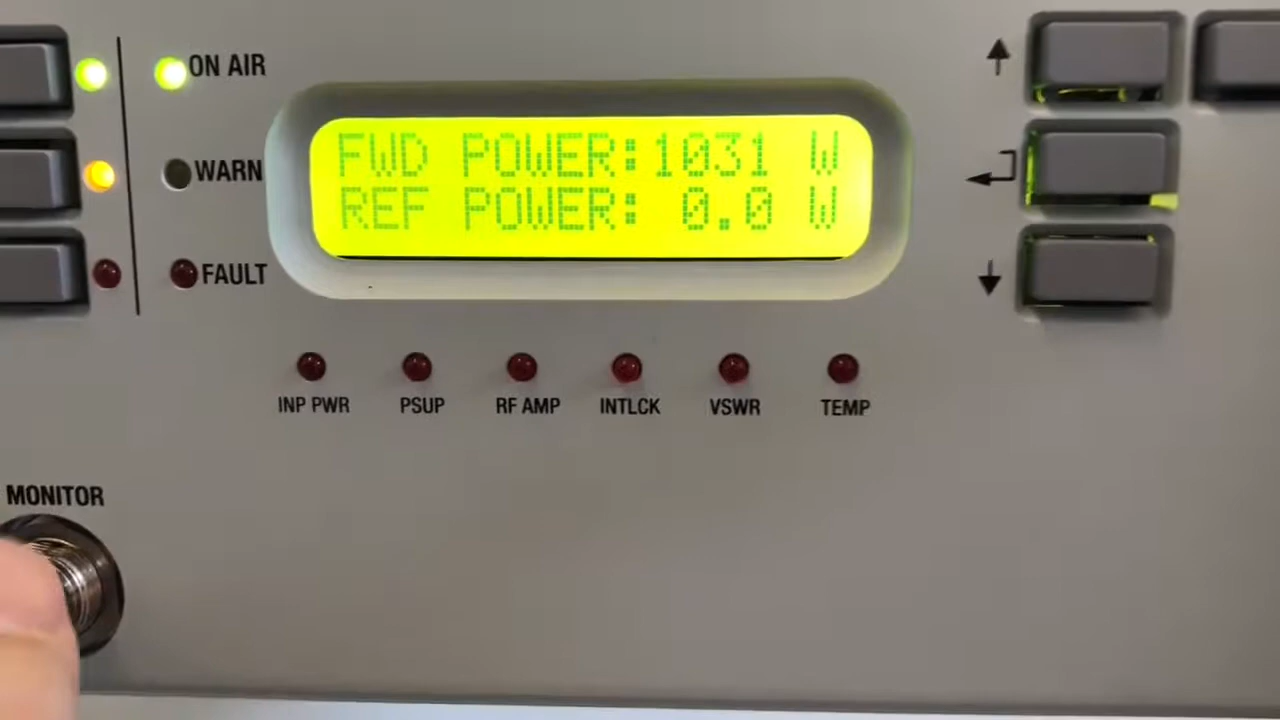 ON AIR
WARN
FAULT
FWD POWER:1031 W
REF POWER: 0.0 W
INP PWR
PSUP
RF AMP
INTLCK
VSWR
TEMP
MONITOR